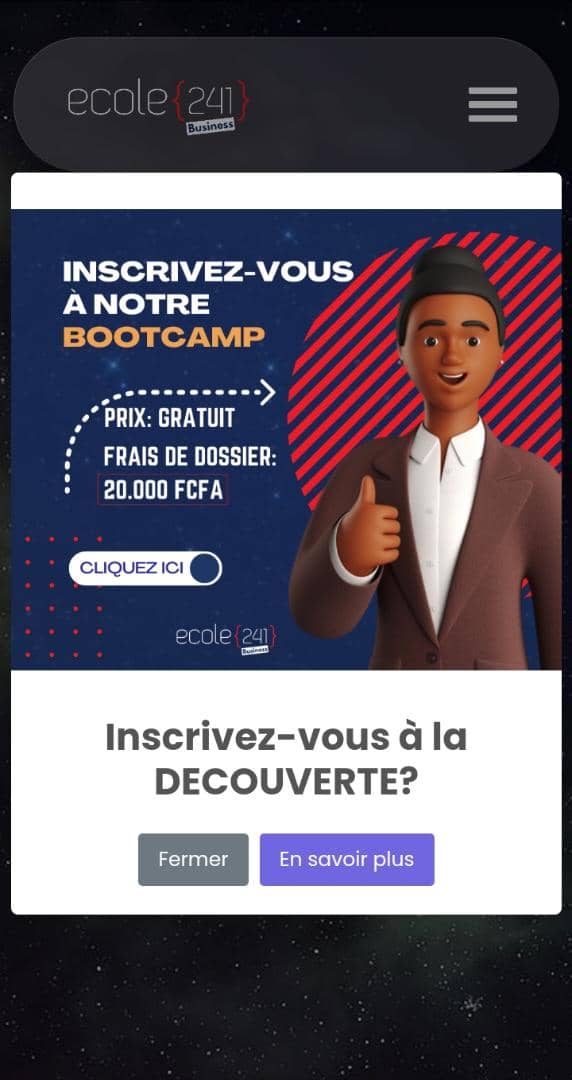 ecole{241}
Business
INSCRIVEZ-VOUS
À NOTRE
BOOTCAMP
PRIX: GRATUIT
FRAIS DE DOSSIER:
20.000 FCFA
CLIQUEZ ICI
ecole{241}
Business
Inscrivez-vous à la
DECOUVERTE?
Fermer
En savoir plus